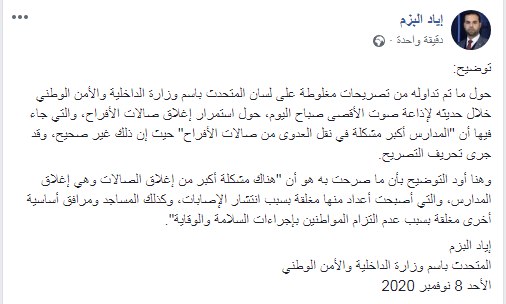 إياد البزم
دقيقة واحدة ·
توضيح:
حول ما تم تداوله من تصريحات مغلوطة على لسان المتحدث باسم وزارة الداخلية والأمن الوطني
خلال حديثه لإذاعة صوت الأقصى صباح اليوم، حول استمرار إغلاق صالات الأفراح، والتي جاء
فيها أن "المدارس أكبر مشكلة في نقل العدوى من صالات الأفراح" حيث إن ذلك غير صحيح، وقد
جرى تحريف التصريح.
وهنا أود التوضيح بأن ما صرحت به هو أن "هناك مشكلة أكبر من إغلاق الصالات وهي إغلاق
المدارس، والتي أصبحت أعداد منها مغلقة بسبب انتشار الإصابات، وكذلك المساجد ومرافق أساسية
أخرى مغلقة بسبب عدم التزام المواطنين بإجراءات السلامة والوقاية".
إياد البزم
المتحدث باسم وزارة الداخلية والأمن الوطني
الأحد 8 نوفمبر 2020